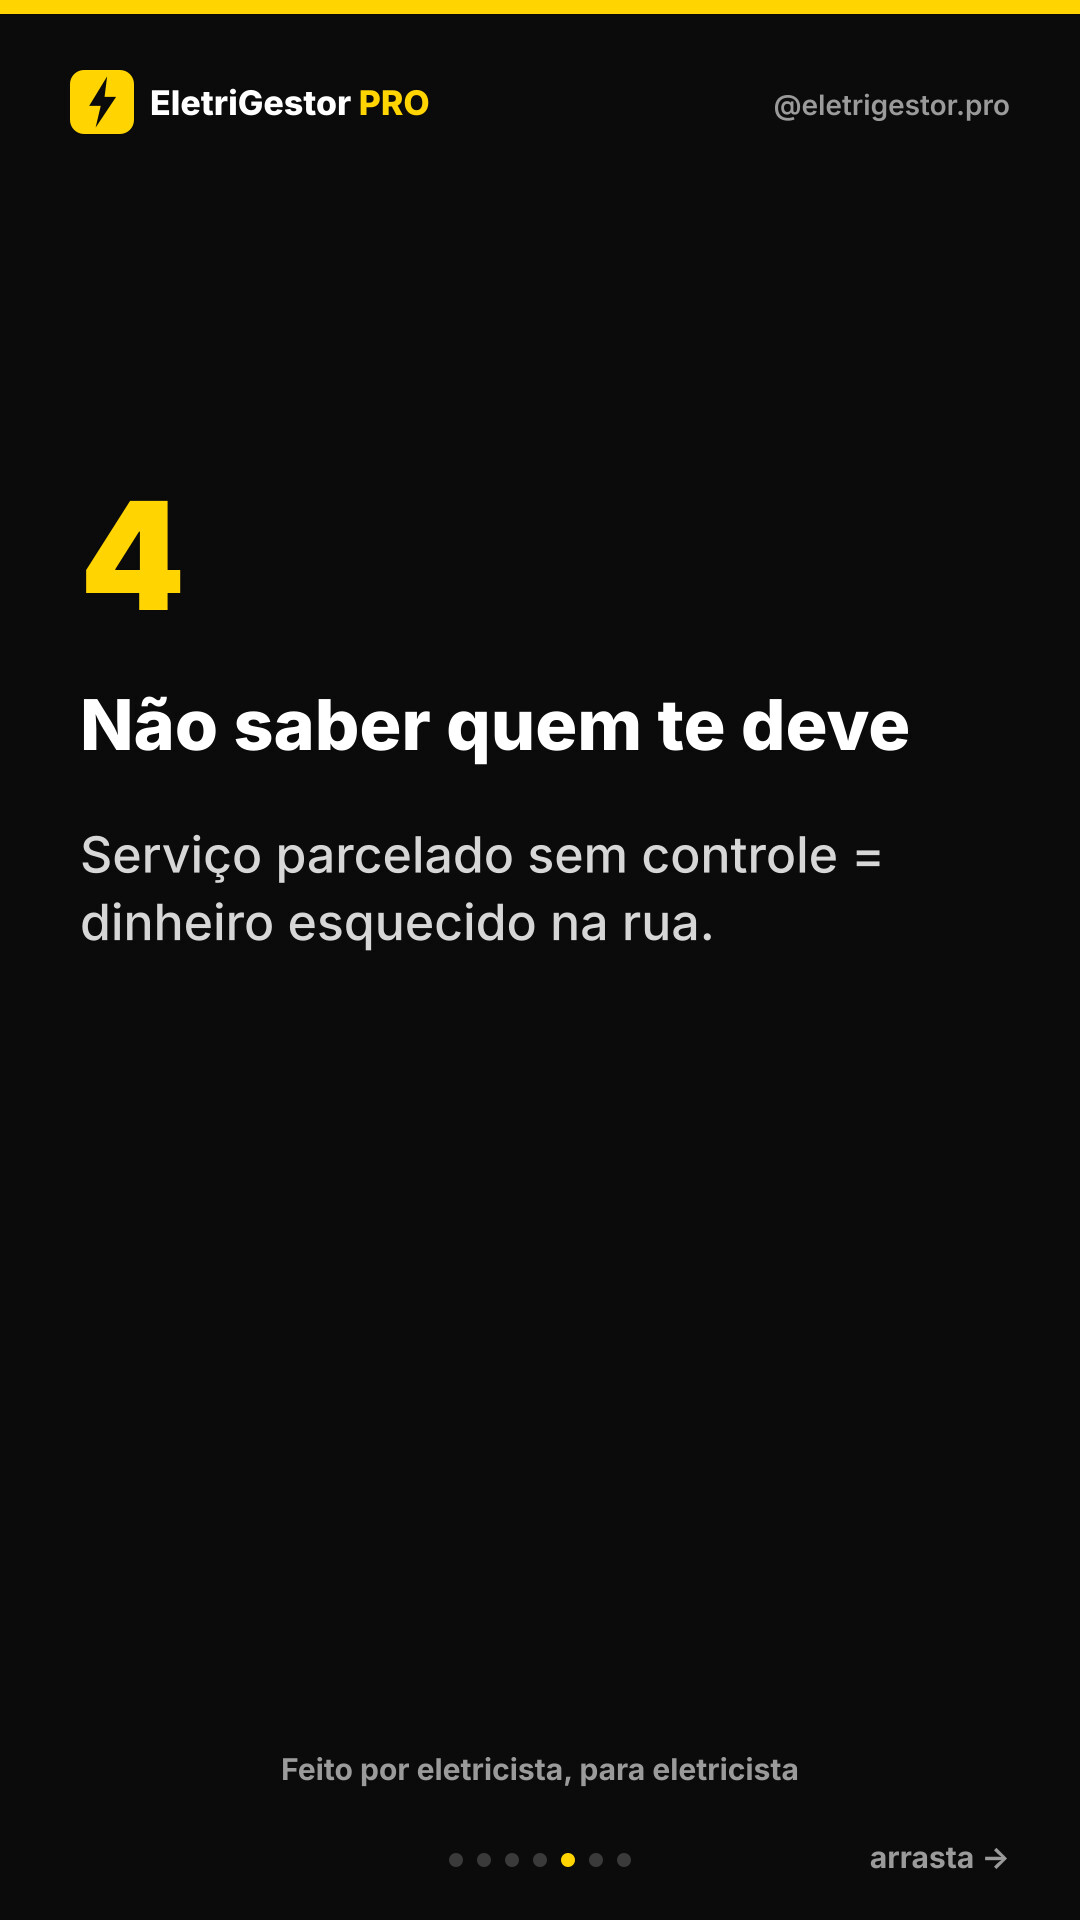 EletriGestor PRO
@eletrigestor.pro
4
Não saber quem te deve
Serviço parcelado sem controle =
dinheiro esquecido na rua.
Feito por eletricista, para eletricista
arrasta →